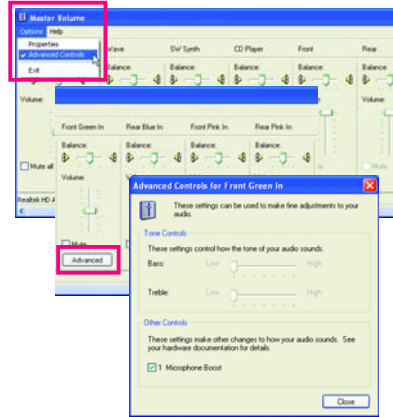 Master Volume
Options Help
Properties
Advanced Controls
Exit
Wave SW Synth CD Player Front Rear
Balance: Balance: Balance: Balance: Balance:
Volume: Volume:
Mute all Mute
Realtek HD A
Front Green In Rear Blue In Front Pink In Rear Pink In
Balance: Balance: Balance: Balance:
Volume:
Mute
Advanced
Advanced Controls for Front Green In
These settings can be used to make fine adjustments to your
audio.
Tone Controls
These settings control how the tone of your audio sounds.
Bass: Low High
Treble: Low High
Other Controls
These settings make other changes to how your audio sounds. See
your hardware documentation for details.
1 Microphone Boost
Close